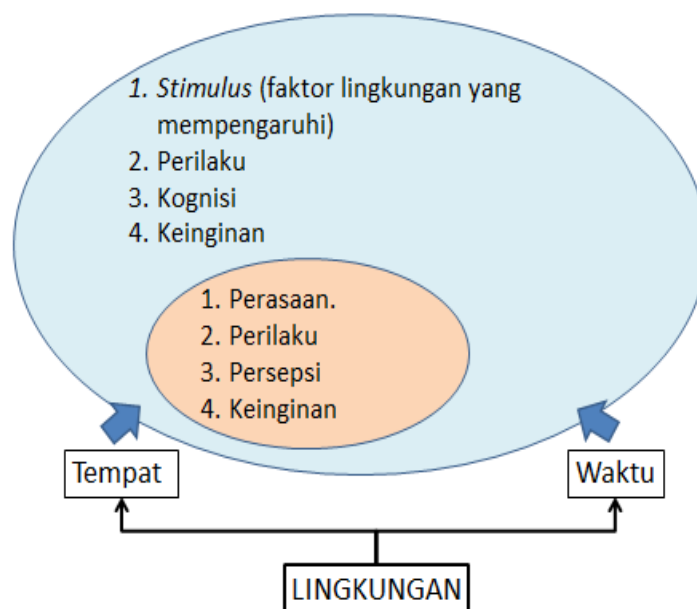 1. Stimulus (faktor lingkungan yang
mempengaruhi)
2. Perilaku
3. Kognisi
4. Keinginan
1. Perasaan.
2. Perilaku
3. Persepsi
4. Keinginan
Tempat
Waktu
LINGKUNGAN